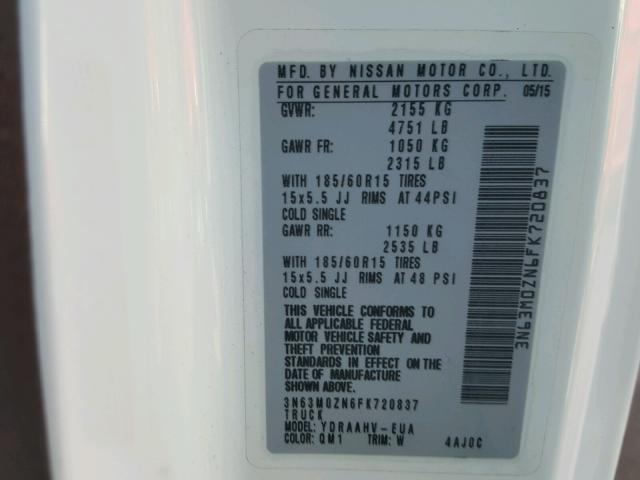 MFD. BY NISSAN MOTOR CO., LTD.
FOR GENERAL MOTORS CORP. 05/15
GVWR: 2155 KG
4751 LB
GAWR FR: 1050 KG
2315 LB
WITH 185/60R15 TIRES
15x5.5 JJ RIMS AT 44PSI
COLD SINGLE
GAWR RR: 1150 KG
2535 LB
WITH 185/60R15 TIRES
15x5.5 JJ RIMS AT 48 PSI
COLD SINGLE
THIS VEHICLE CONFORMS TO
ALL APPLICABLE FEDERAL
MOTOR VEHICLE SAFETY AND
THEFT PREVENTION
STANDARDS IN EFFECT ON THE
DATE OF MANUFACTURE
SHOWN ABOVE.
3N63M0ZN6FK720837
TRUCK
MODEL: YDRAAHV-EUA
COLOR: QM1 TRIM: W 4AJ0C
3N63M0ZN6FK720837